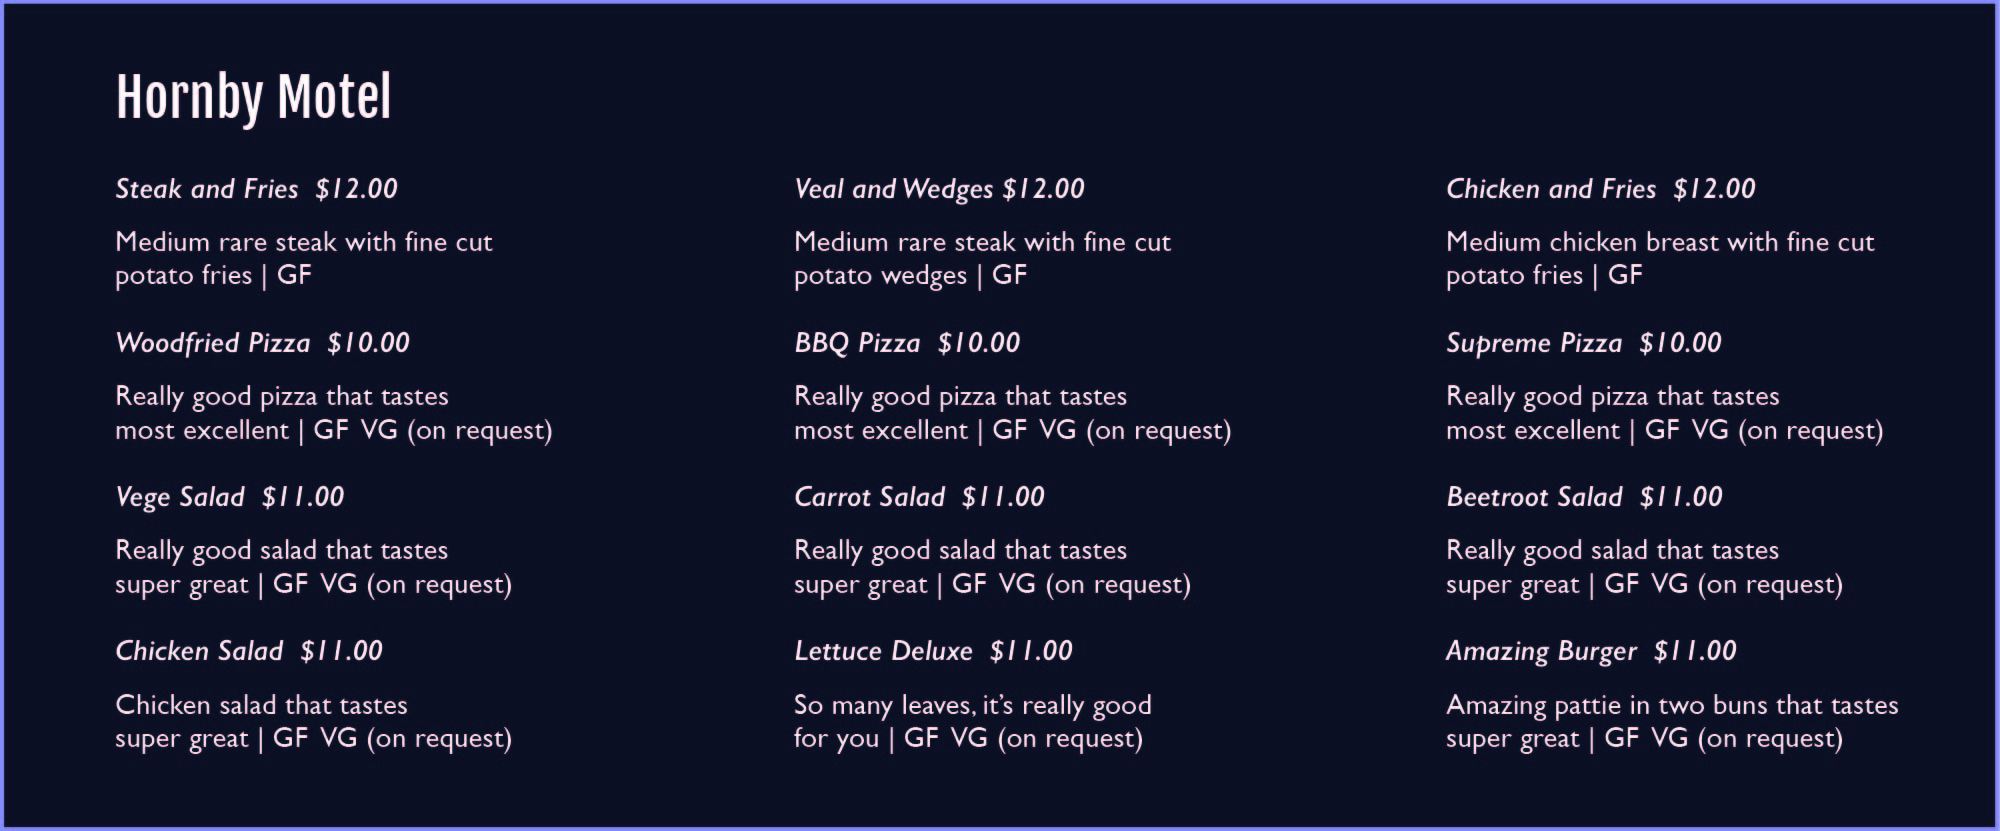 Hornby Motel
Steak and Fries  $12.00
Medium rare steak with fine cut
potato fries | GF
Veal and Wedges $12.00
Medium rare steak with fine cut
potato wedges | GF
Chicken and Fries  $12.00
Medium chicken breast with fine cut
potato fries | GF
Woodfried Pizza  $10.00
Really good pizza that tastes
most excellent | GF  VG (on request)
BBQ Pizza  $10.00
Really good pizza that tastes
most excellent | GF  VG (on request)
Supreme Pizza  $10.00
Really good pizza that tastes
most excellent | GF  VG (on request)
Vege Salad  $11.00
Really good salad that tastes
super great | GF  VG (on request)
Carrot Salad  $11.00
Really good salad that tastes
super great | GF  VG (on request)
Beetroot Salad  $11.00
Really good salad that tastes
super great | GF  VG (on request)
Chicken Salad  $11.00
Chicken salad that tastes
super great | GF  VG (on request)
Lettuce Deluxe  $11.00
So many leaves, it’s really good
for you | GF  VG (on request)
Amazing Burger  $11.00
Amazing pattie in two buns that tastes
super great | GF  VG (on request)